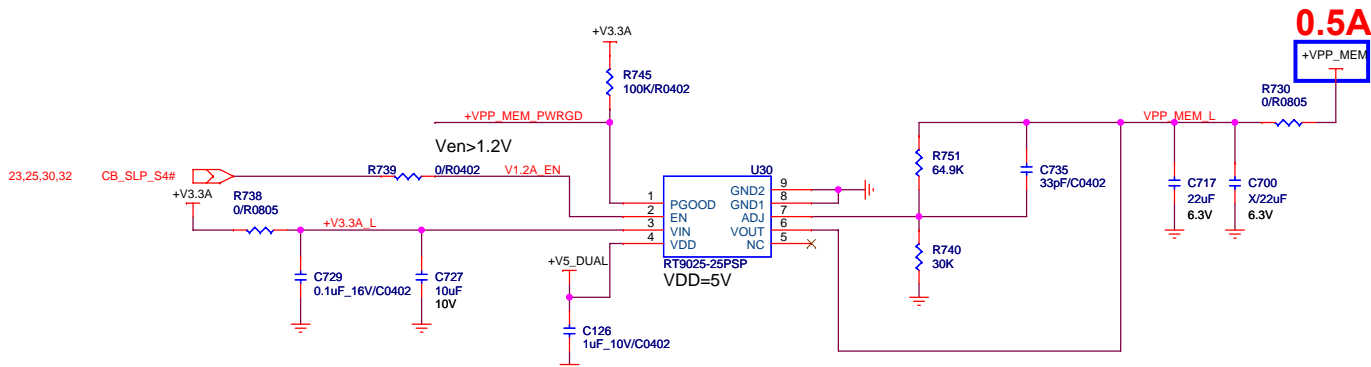 0.5A
+V3.3A
+VPP_MEM
R745
100K/R0402
R730
0/R0805
+VPP_MEM_PWRGD
VPP_MEM_L
Ven>1.2V
R739
0/R0402
V1.2A_EN
23,25,30,32
CB_SLP_S4#
+V3.3A
R738
0/R0805
+V3.3A_L
U30
1
2
3
4
PGOOD
EN
VIN
VDD
GND2
GND1
ADJ
VOUT
NC
9
8
7
6
5
RT9025-25PSP
VDD=5V
R751
64.9K
C735
33pF/C0402
C717
22uF
6.3V
C700
X/22uF
6.3V
R740
30K
C729
0.1uF_16V/C0402
C727
10uF
10V
+V5_DUAL
C126
1uF_10V/C0402